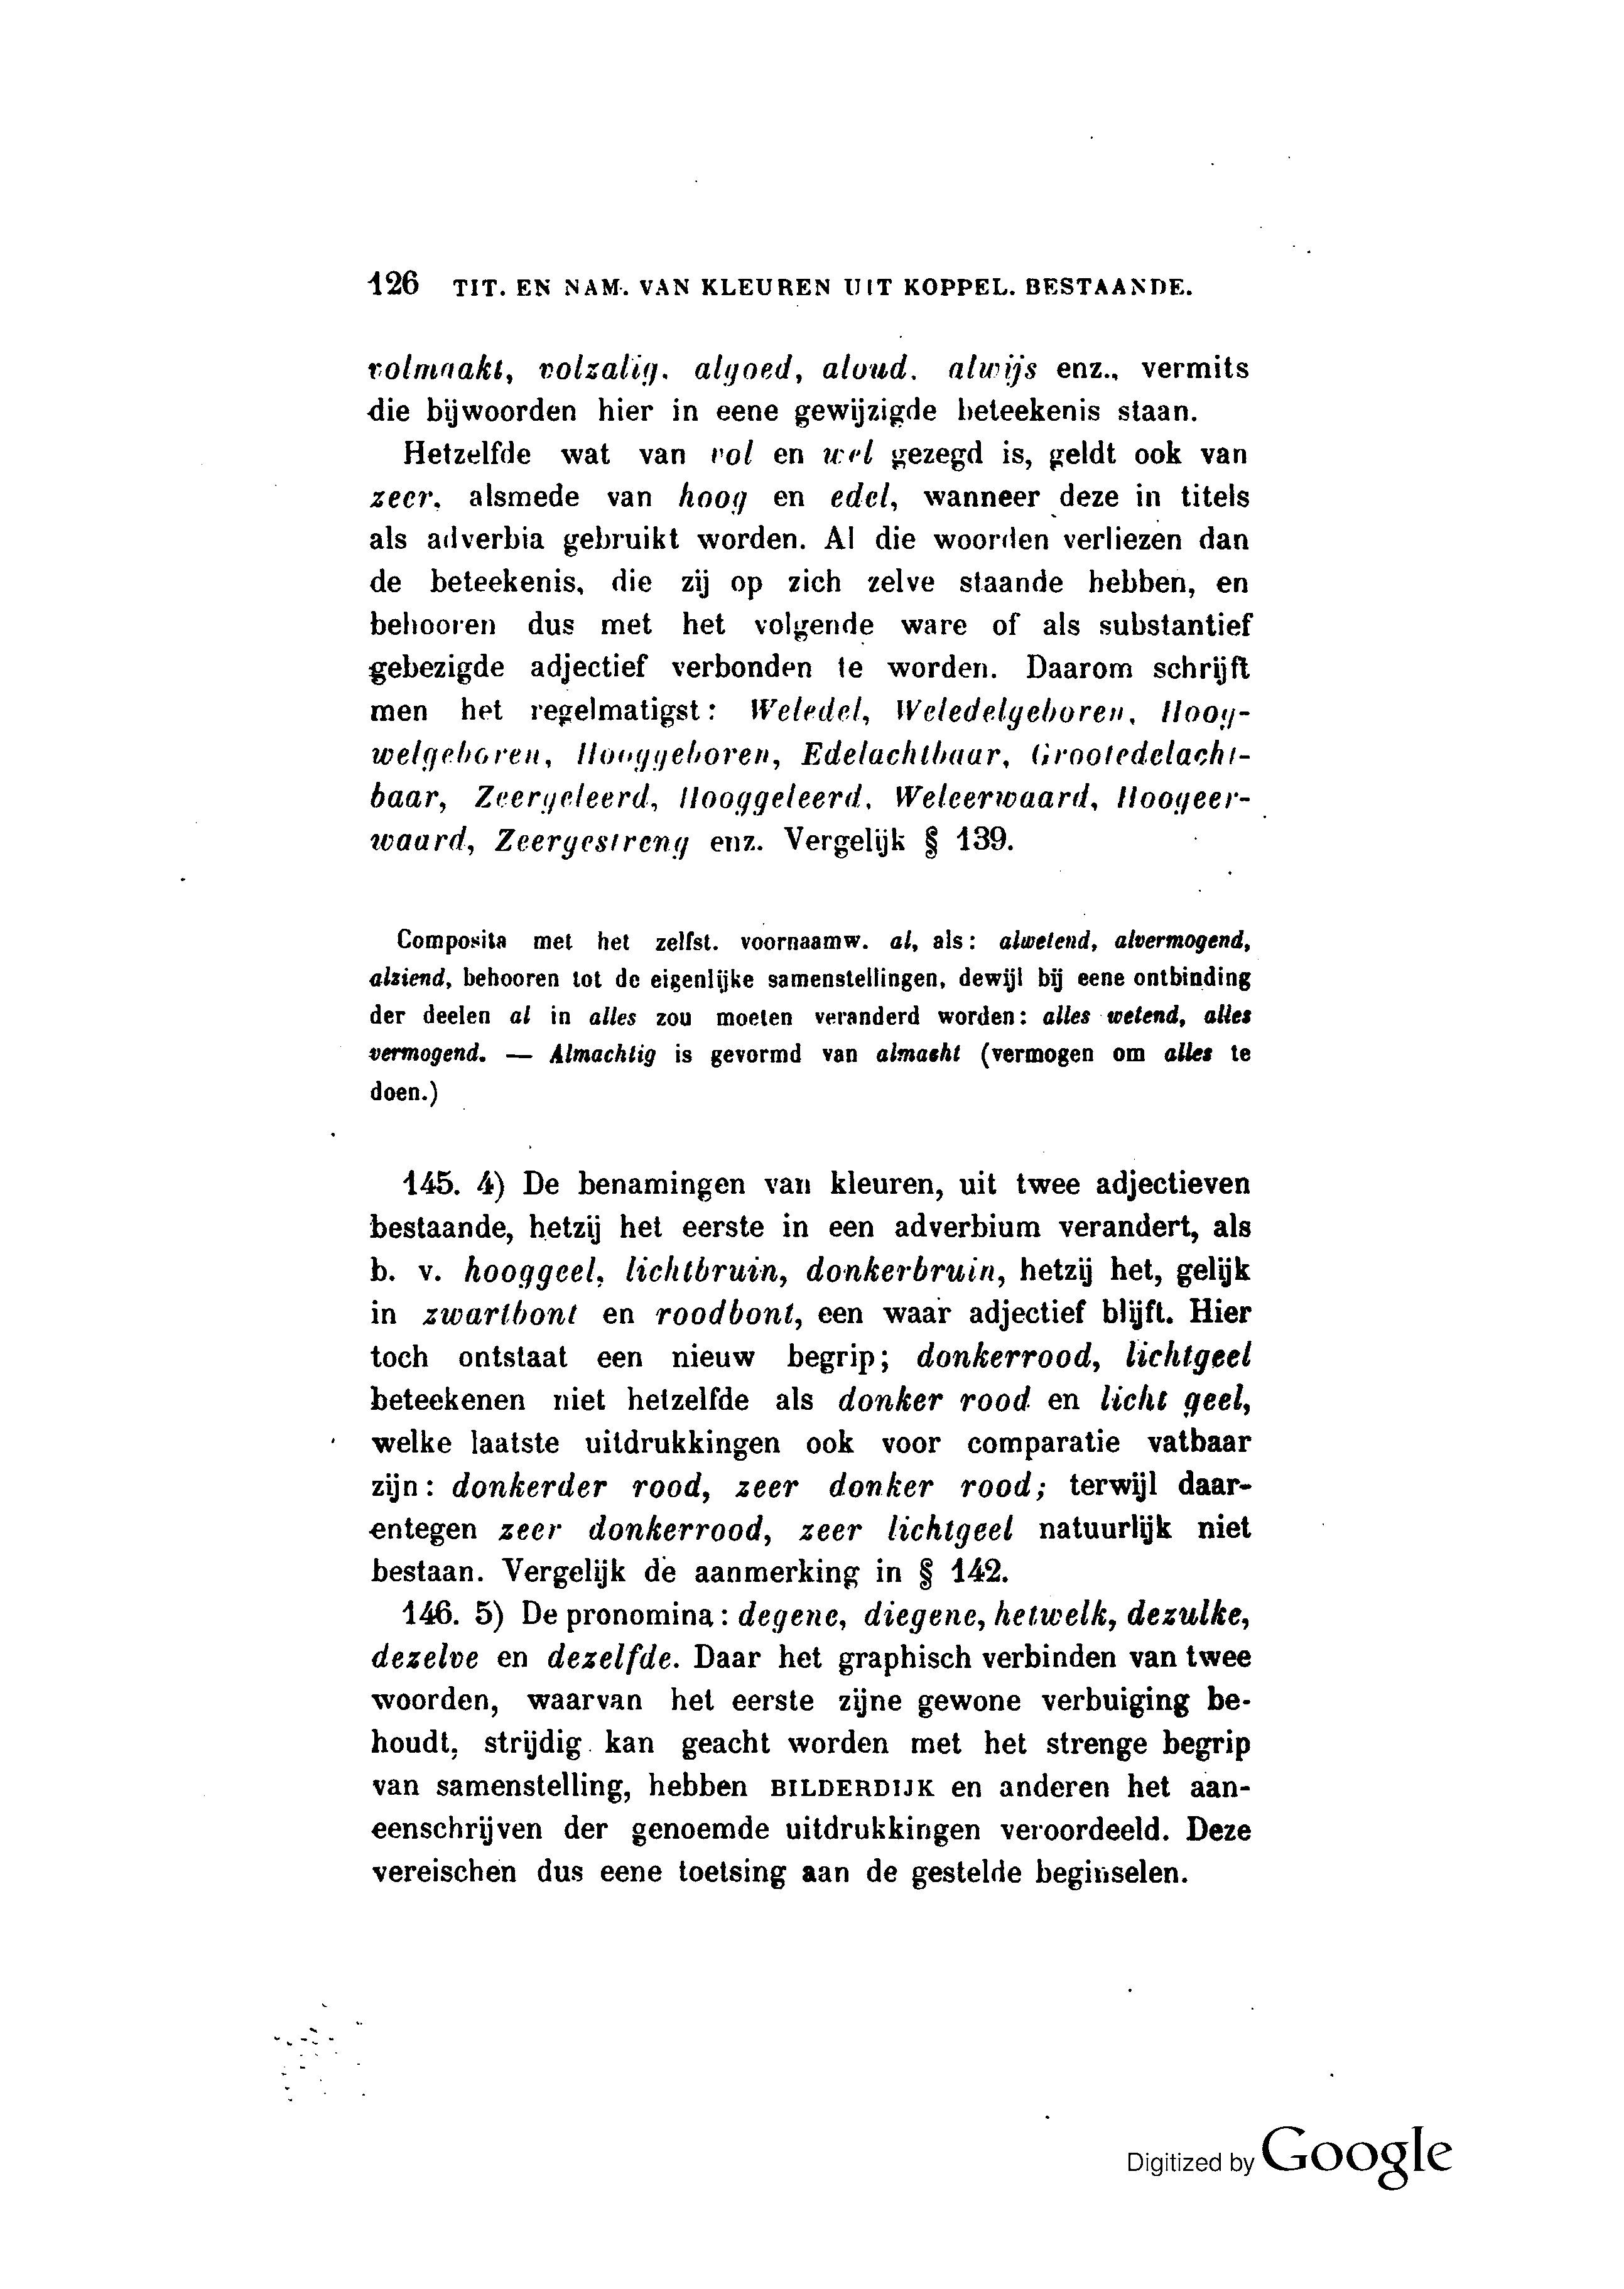 126 TIT. EN NAM. VAN KLEUREN UIT KOPPEL. BESTAANDE.
volmaakt, volzalig, algoed, aloud, alwijs enz., vermits
die bijwoorden hier in eene gewijzigde beteekenis staan.
Hetzelfde wat van vol en wel gezegd is, geldt ook van
zeer, alsmede van hoog en edel, wanneer deze in titels
als adverbia gebruikt worden. Al die woorden verliezen dan
de beteekenis, die zij op zich zelve staande hebben, en
behooren dus met het volgende ware of als substantief
gebezigde adjectief verbonden te worden. Daarom schrijft
men het regelmatigst: Weledel, Weledelgeboren, Hoog-
welgeboren, Hooggeboren, Edelachtbaar, Grootedelacht-
baar, Zeergeleerd, Hooggeleerd, Weleerwaard, Hoogeer-
waard, Zeergestreng enz. Vergelijk § 139.
Composita met het zelfst. voornaamw. al, als: alwetend, alvermogend,
alziend, behooren tot de eigenlijke samenstellingen, dewijl bij eene ontbinding
der deelen al in alles zou moeten veranderd worden: alles wetend, alles
vermogend. — Almachtig is gevormd van almacht (vermogen om alles te
doen.)
145. 4) De benamingen van kleuren, uit twee adjectieven
bestaande, hetzij het eerste in een adverbium verandert, als
b. v. hooggeel, lichtbruin, donkerbruin, hetzij het, gelijk
in zwartbont en roodbont, een waar adjectief blijft. Hier
toch ontstaat een nieuw begrip; donkerrood, lichtgeel
beteekenen niet hetzelfde als donker rood en licht geel,
welke laatste uitdrukkingen ook voor comparatie vatbaar
zijn: donkerder rood, zeer donker rood; terwijl daar-
entegen zeer donkerrood, zeer lichtgeel natuurlijk niet
bestaan. Vergelijk de aanmerking in § 142.
146. 5) De pronomina: degene, diegene, hetwelk, dezulke,
dezelve en dezelfde. Daar het graphisch verbinden van twee
woorden, waarvan het eerste zijne gewone verbuiging be-
houdt, strijdig kan geacht worden met het strenge begrip
van samenstelling, hebben BILDERDIJK en anderen het aan-
eenschrijven der genoemde uitdrukkingen veroordeeld. Deze
vereischen dus eene toetsing aan de gestelde beginselen.
Digitized by Google